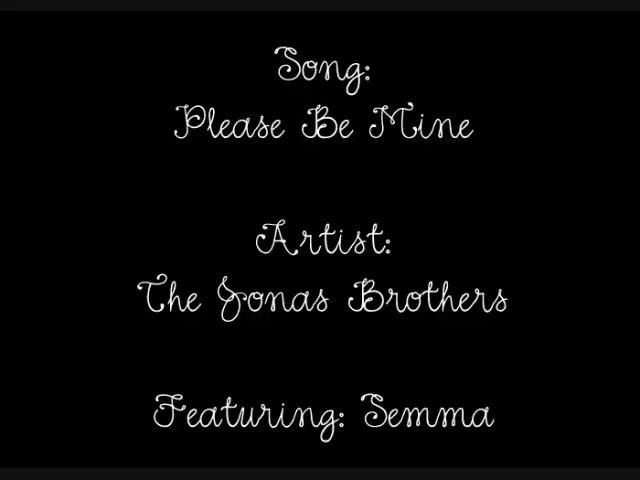 Song:
Please Be Mine
Artist:
The Jonas Brothers
Featuring: Semma